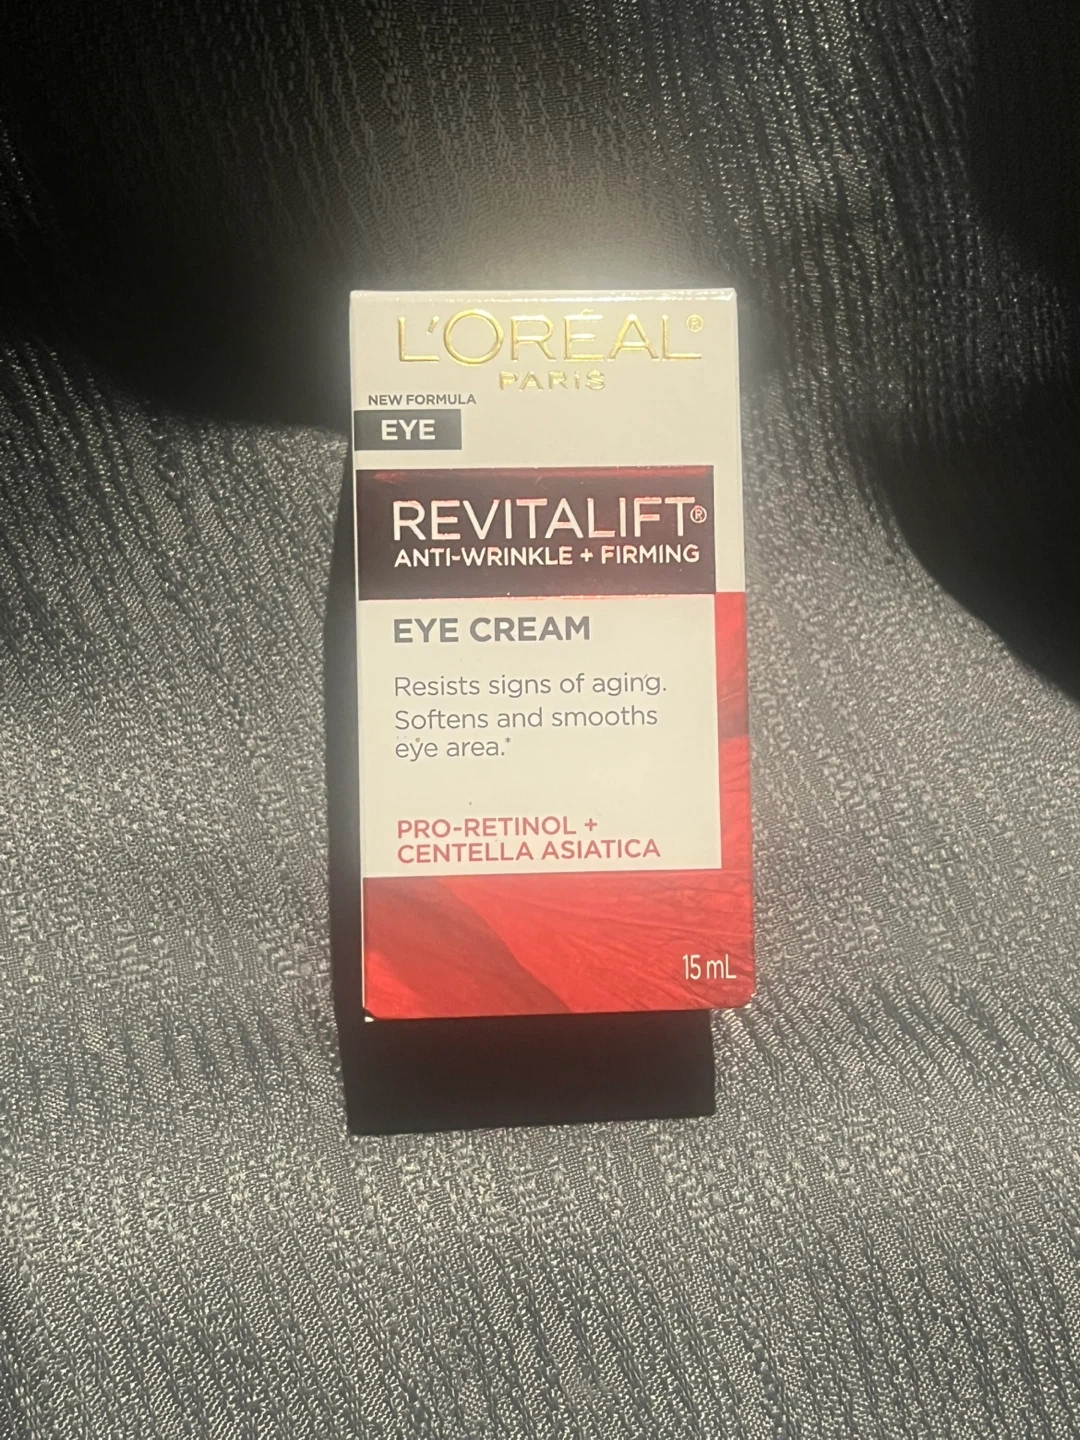 L'ORÉAL®
PARIS
NEW FORMULA
EYE
REVITALIFT®
ANTI-WRINKLE + FIRMING
EYE CREAM
Resists signs of aging.
Softens and smooths
eye area.*
PRO-RETINOL +
CENTELLA ASIATICA
15 mL